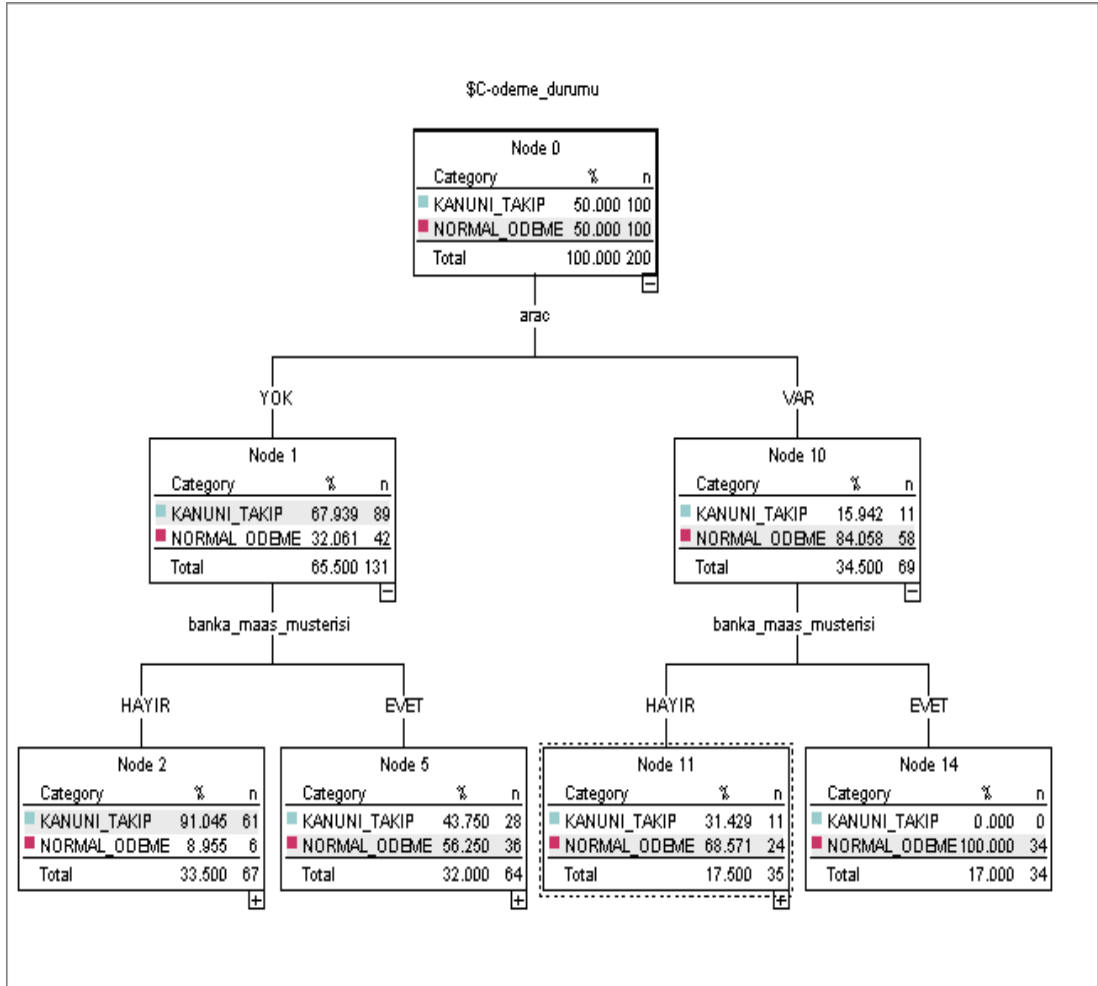 $C-odeme_durumu
Node 0
Category % n
KANUNI_TAKIP 50.000 100
NORMAL_ODEME 50.000 100
Total 100.000 200
arac
YOK
VAR
Node 1
Category % n
KANUNI_TAKIP 67.939 89
NORMAL_ODEME 32.061 42
Total 65.500 131
Node 10
Category % n
KANUNI_TAKIP 15.942 11
NORMAL_ODEME 84.058 58
Total 34.500 69
banka_maas_musterisi
banka_maas_musterisi
HAYIR
EVET
HAYIR
EVET
Node 2
Category % n
KANUNI_TAKIP 91.045 61
NORMAL_ODEME 8.955 6
Total 33.500 67
Node 5
Category % n
KANUNI_TAKIP 43.750 28
NORMAL_ODEME 56.250 36
Total 32.000 64
Node 11
Category % n
KANUNI_TAKIP 31.429 11
NORMAL_ODEME 68.571 24
Total 17.500 35
Node 14
Category % n
KANUNI_TAKIP 0.000 0
NORMAL_ODEME 100.000 34
Total 17.000 34